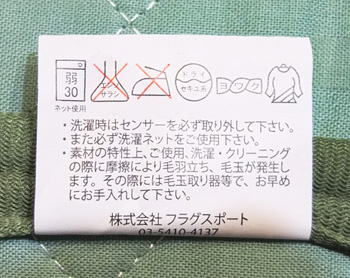 弱
30
エンソ
サラシ
ドライ
セキユ系
ヨワク
ネット使用
・洗濯時はセンサーを必ず取り外して下さい。
・また必ず洗濯ネットをご使用下さい。
・素材の特性上、ご使用、洗濯・クリーニング
の際に摩擦により毛羽立ち、毛玉が発生しま
す。その際には毛玉取り器等で、お早め
にお手入れして下さい。
株式会社 フラグスポート
03-5410-4137